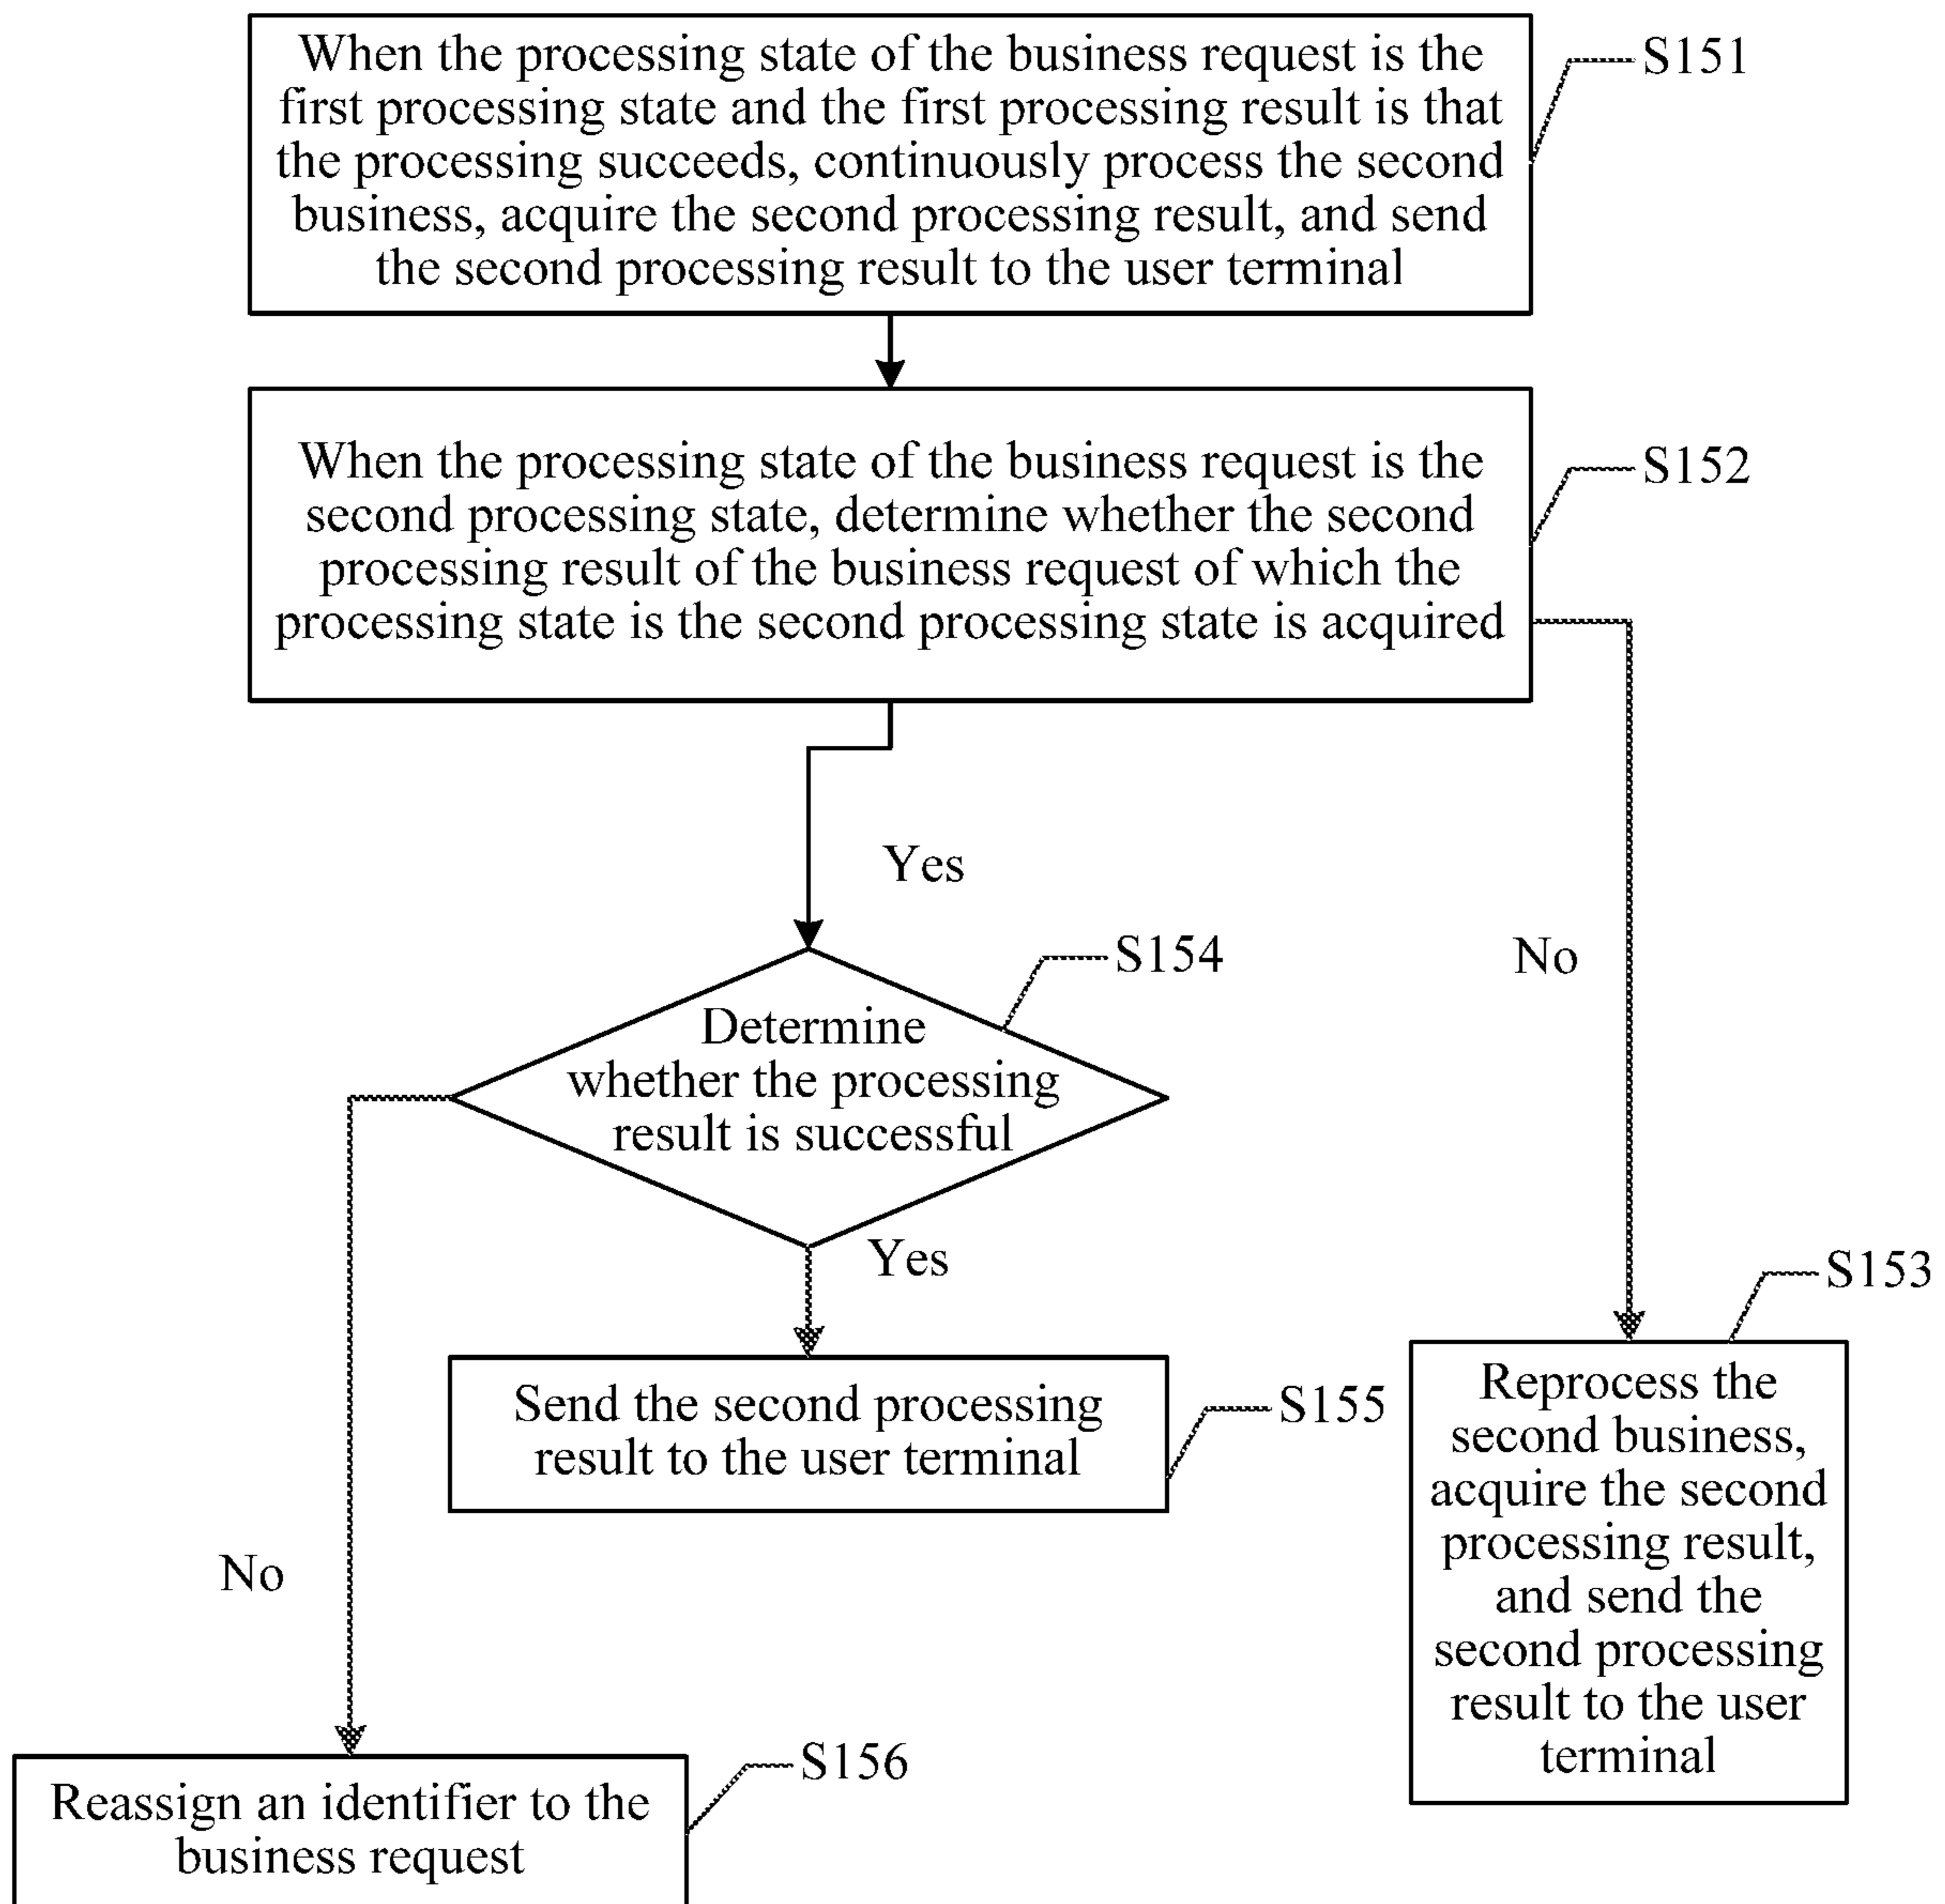 When the processing state of the business request is the
first processing state and the first processing result is that
the processing succeeds, continuously process the second
business, acquire the second processing result, and send
the second processing result to the user terminal
S151
When the processing state of the business request is the
second processing state, determine whether the second
processing result of the business request of which the
processing state is the second processing state is acquired
S152
Yes
No
S154
Determine
whether the processing
result is successful
Yes
S153
Send the second processing
result to the user terminal
S155
Reprocess the
second business,
acquire the second
processing result,
and send the
second processing
result to the user
terminal
No
S156
Reassign an identifier to the
business request